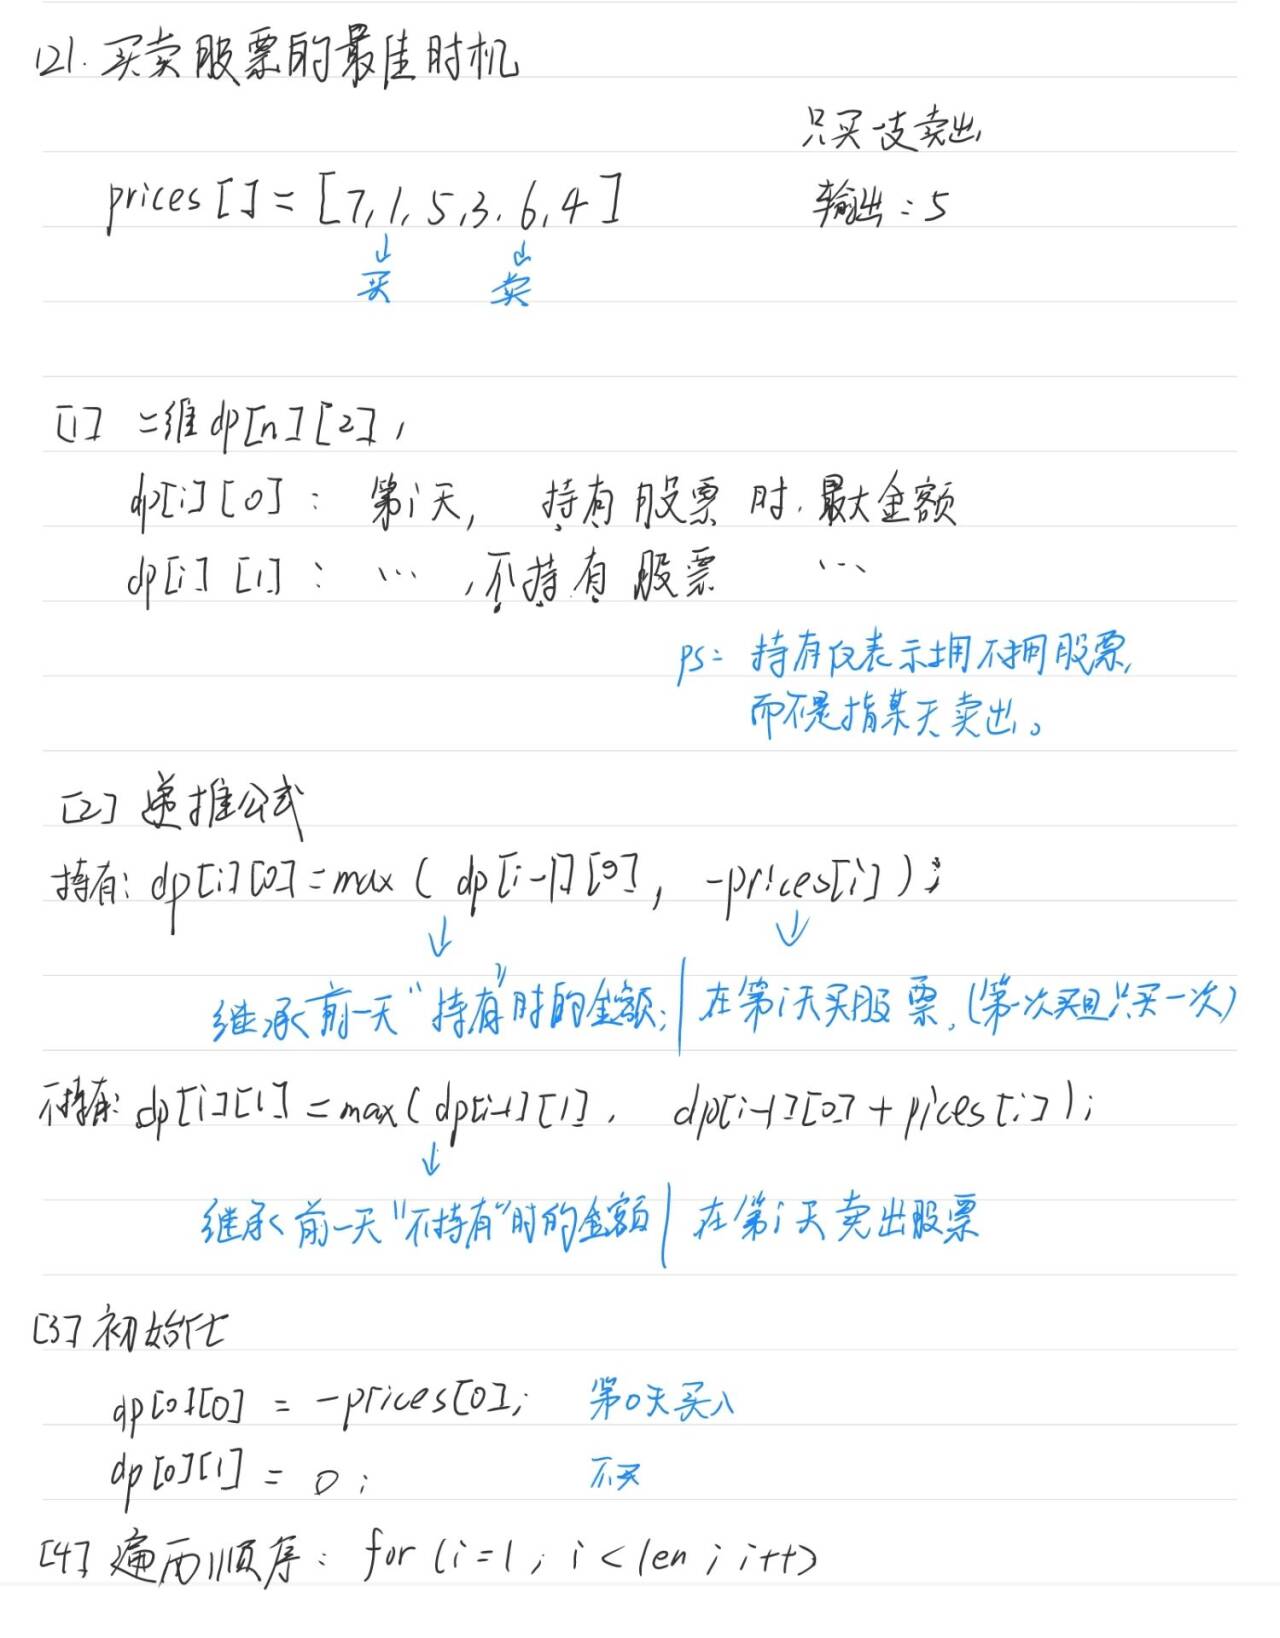 121. 买卖股票的最佳时机
只买一支卖出
prices[] = [7,1,5,3,6,4]
输出:5
买 卖
[1] 二维dp[n][2],
dp[i][0]: 第i天, 持有股票时,最大金额
dp[i][1]: ... ,不持有股票 ...
ps: 持有仅表示拥不拥股票,
而不是指某天卖出。
[2] 递推公式
持有: dp[i][0]=max( dp[i-1][0], -prices[i]);
继承前一天“持有”时的金额; | 在第i天买股票,(第一次买且只买一次)
不持有: dp[i][1]=max(dp[i-1][1], dp[i-1][0]+pices[i]);
继承前一天“不持有”时的金额 | 在第i天卖出股票
[3] 初始化
dp[0][0] = -prices[0]; 第0天买入
dp[0][1] = 0; 不买
[4] 遍历顺序: for (i=1; i<len; i++)